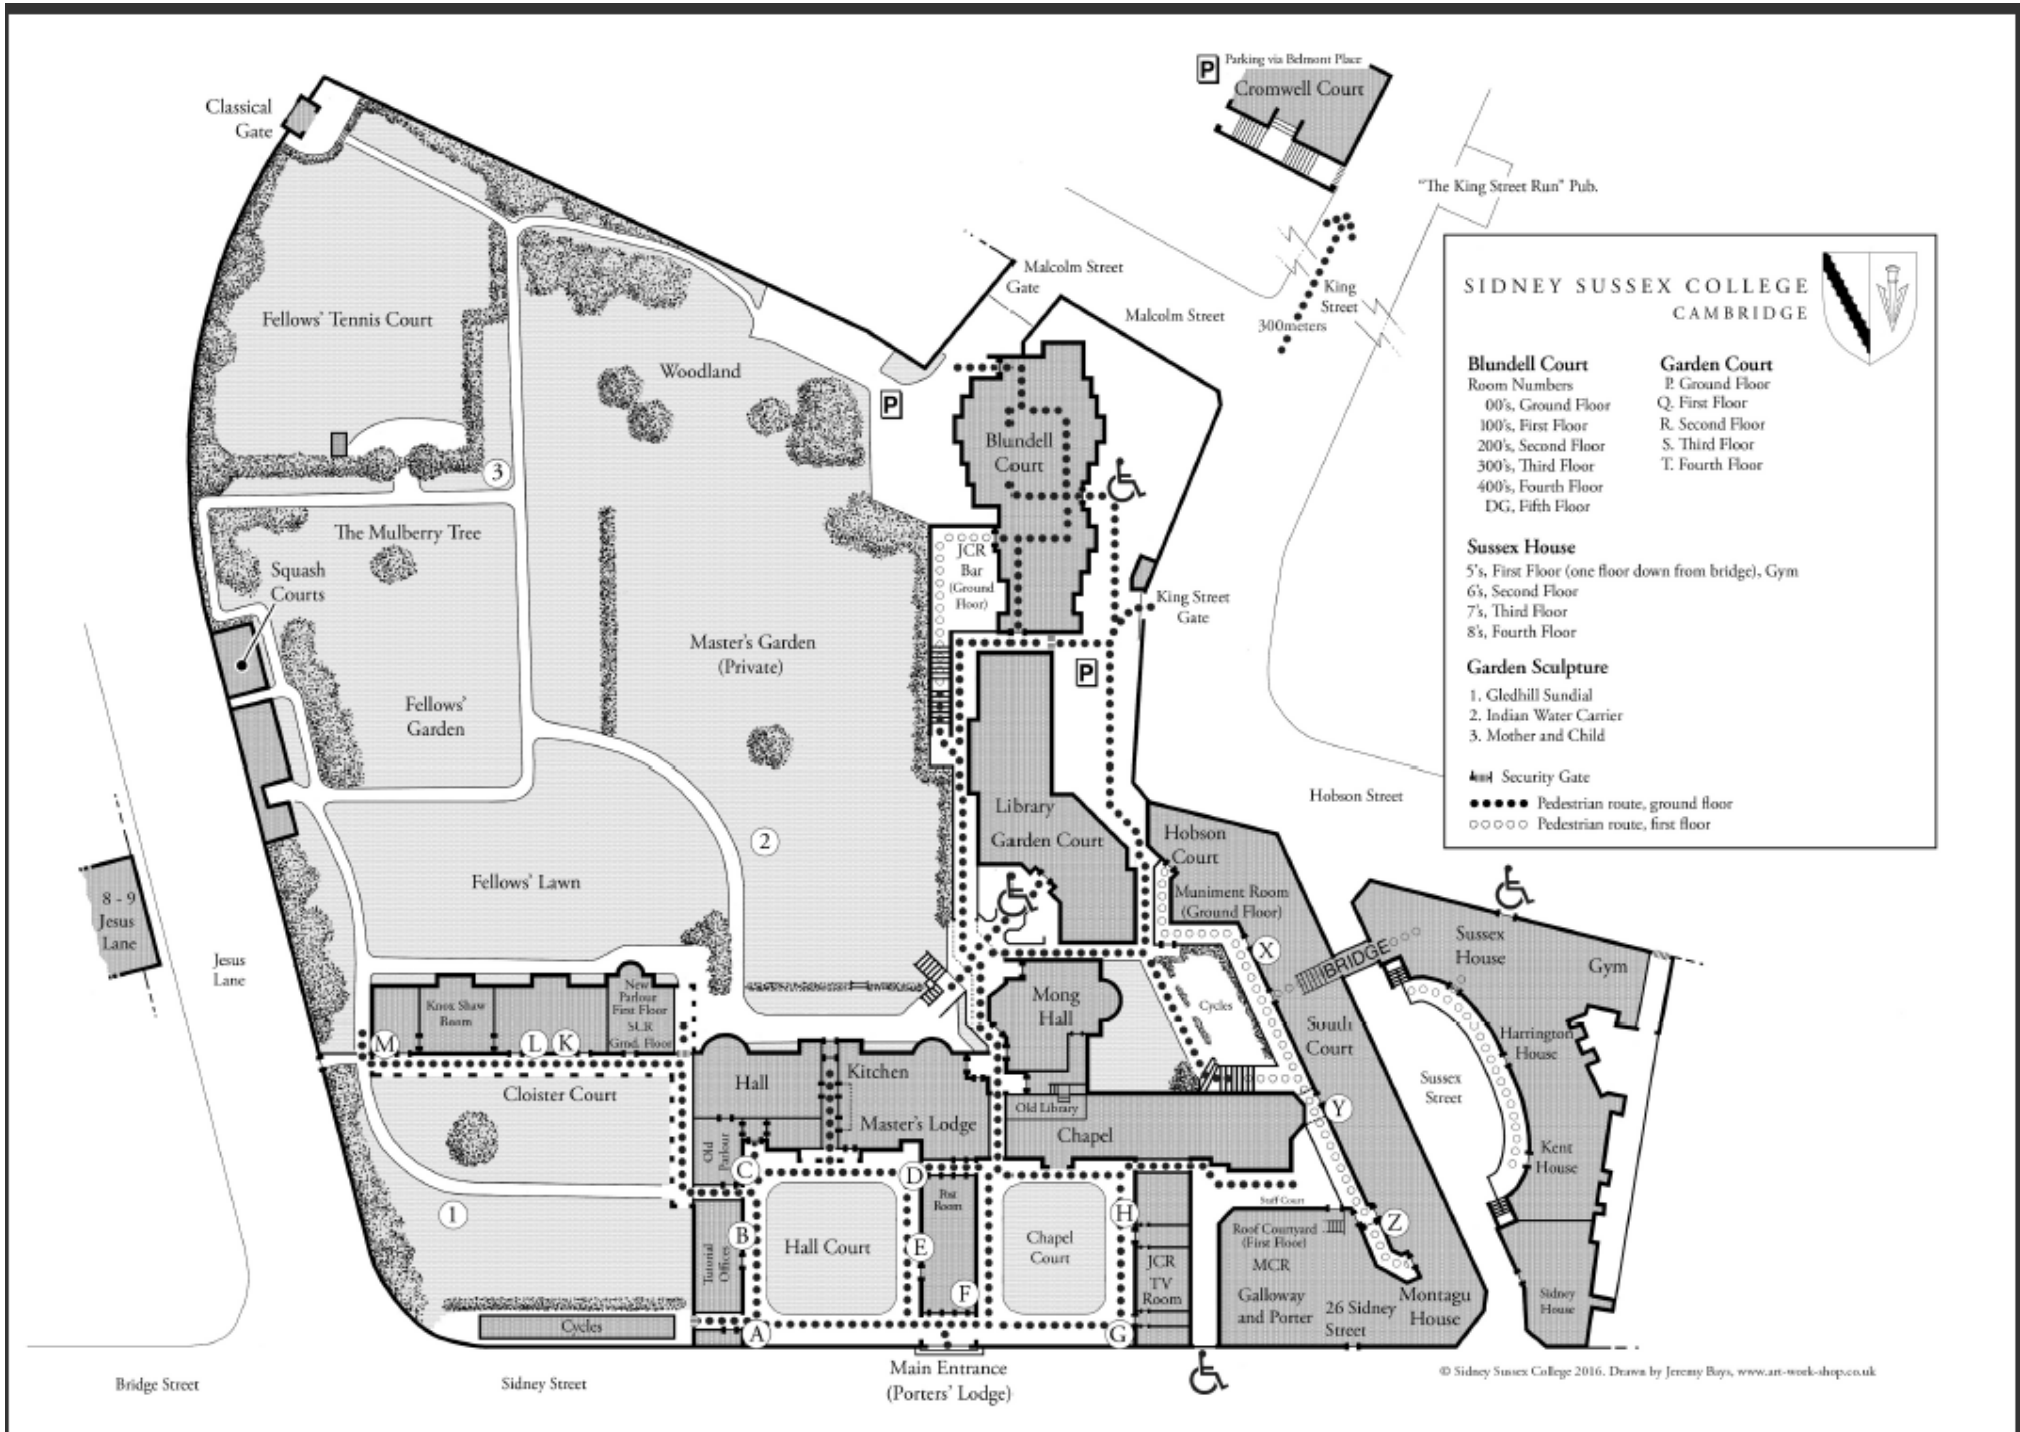 Parking via Belmont Place
P
Cromwell Court
Classical
Gate
"The King Street Run" Pub.
Malcolm Street
Gate
Malcolm Street
King
Street
300meters
Fellows' Tennis Court
Woodland
P
Blundell
Court
3
The Mulberry Tree
Squash
Courts
JCR
Bar
(Ground
Floor)
King Street
Gate
Master's Garden
(Private)
P
Fellows'
Garden
Hobson Street
Library
Garden Court
Hobson
Court
2
Fellows' Lawn
Muniment Room
(Ground Floor)
8 - 9
Jesus
Lane
Jesus
Lane
X
BRIDGE
Sussex
House
Gym
Knox Shaw
Room
New
Parlour
First Floor
SCR
Grnd. Floor
M
L
K
Mong
Hall
Cycles
South
Court
Harrington
House
Hall
Kitchen
Cloister Court
Sussex
Street
Old Library
Y
Master's Lodge
Chapel
Old
Parlour
Kent
House
C
D
Post
Room
1
Staff Court
H
Z
B
Tutorial
Offices
Hall Court
E
Chapel
Court
Roof Courtyard
(First Floor)
JCR
TV
Room
MCR
F
Galloway
and Porter
26 Sidney
Street
Montagu
House
Sidney
House
Cycles
A
G
Main Entrance
(Porters' Lodge)
Bridge Street
Sidney Street
SIDNEY SUSSEX COLLEGE
CAMBRIDGE
Blundell Court
Room Numbers
00's, Ground Floor
100's, First Floor
200's, Second Floor
300's, Third Floor
400's, Fourth Floor
DG, Fifth Floor
Garden Court
P. Ground Floor
Q. First Floor
R. Second Floor
S. Third Floor
T. Fourth Floor
Sussex House
5's, First Floor (one floor down from bridge), Gym
6's, Second Floor
7's, Third Floor
8's, Fourth Floor
Garden Sculpture
1. Gledhill Sundial
2. Indian Water Carrier
3. Mother and Child
Security Gate
Pedestrian route, ground floor
Pedestrian route, first floor
© Sidney Sussex College 2016. Drawn by Jeremy Bays, www.art-work-shop.co.uk